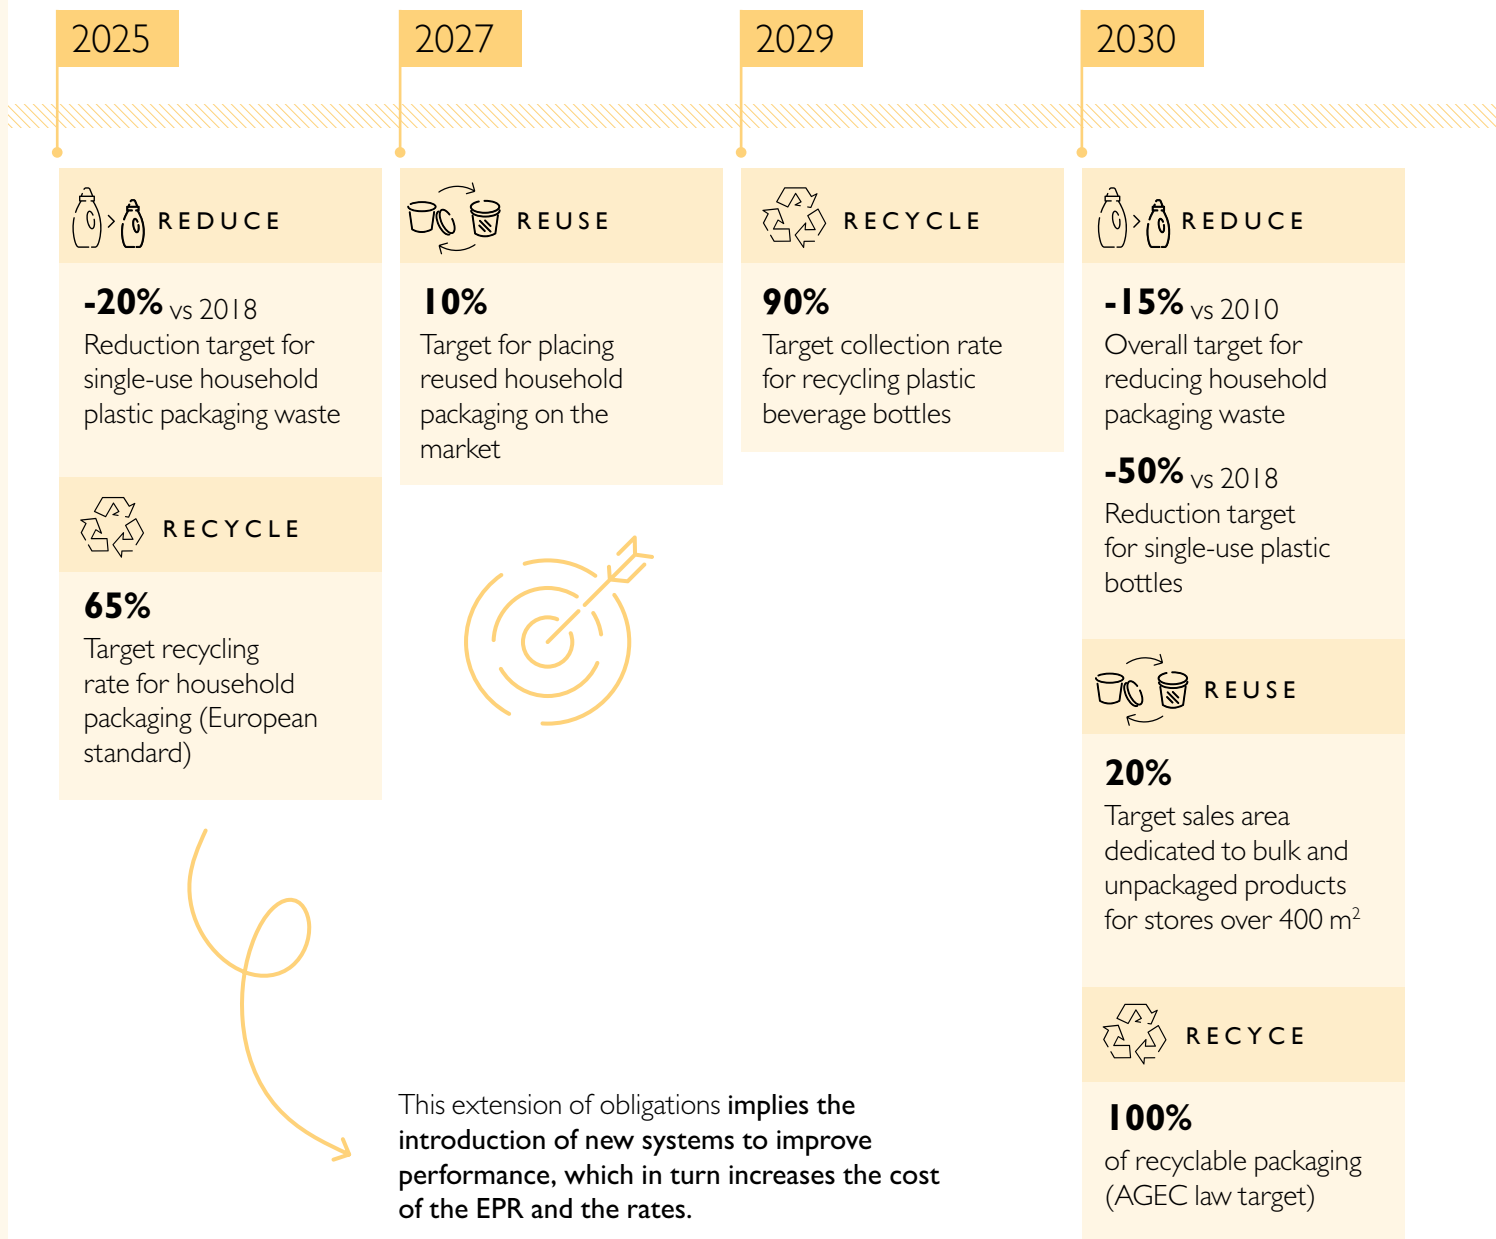 2025
REDUCE
-20% vs 2018
Reduction target for
single-use household
plastic packaging waste
RECYCLE
65%
Target recycling
rate for household
packaging (European
standard)
2027
REUSE
10%
Target for placing
reused household
packaging on the
market
2029
RECYCLE
90%
Target collection rate
for recycling plastic
beverage bottles
2030
REDUCE
-15% vs 2010
Overall target for
reducing household
packaging waste
-50% vs 2018
Reduction target
for single-use plastic
bottles
REUSE
20%
Target sales area
dedicated to bulk and
unpackaged products
for stores over 400 m²
RECYCE
100%
of recyclable packaging
(AGEC law target)
This extension of obligations implies the
introduction of new systems to improve
performance, which in turn increases the cost
of the EPR and the rates.